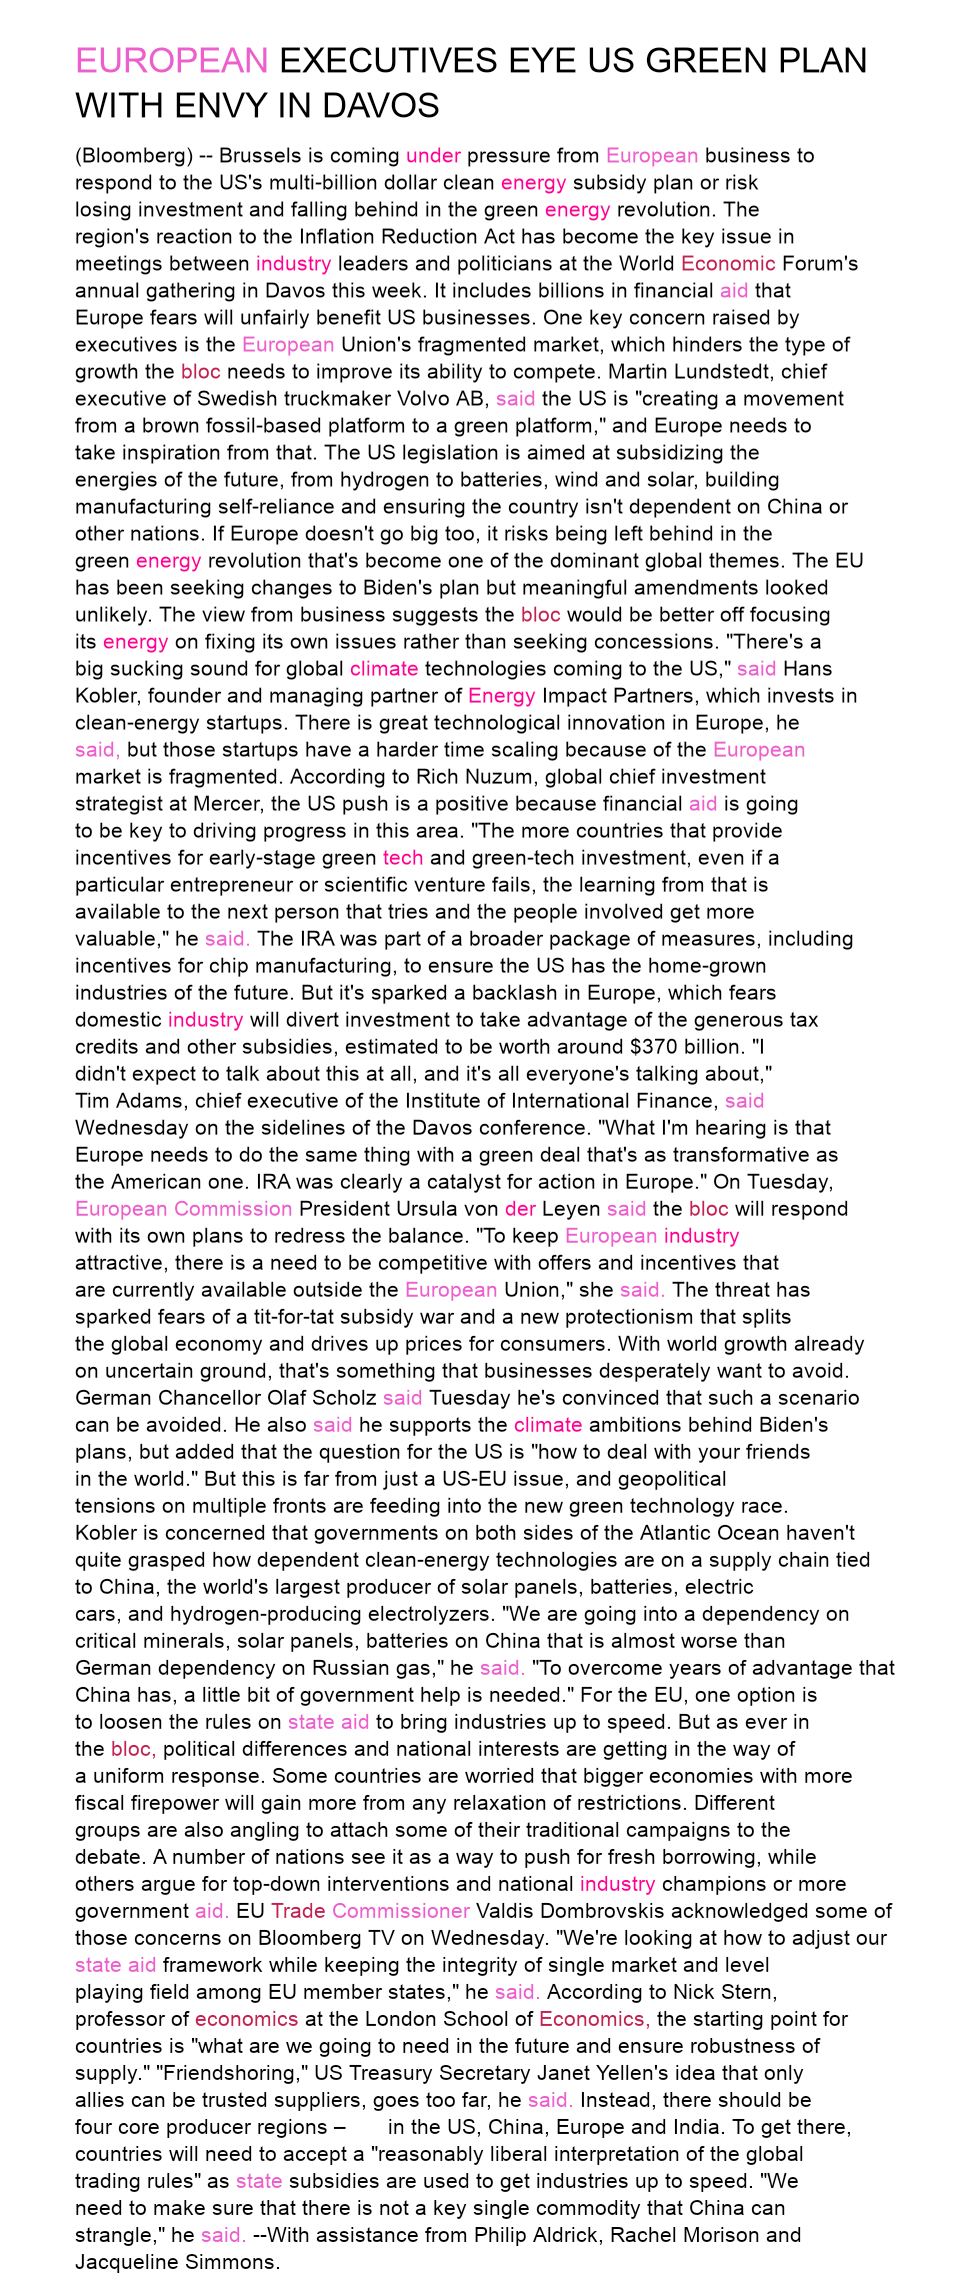 EUROPEAN EXECUTIVES EYE US GREEN PLAN
WITH ENVY IN DAVOS
(Bloomberg) -- Brussels is coming under pressure from European business to
respond to the US's multi-billion dollar clean energy subsidy plan or risk
losing investment and falling behind in the green energy revolution. The
region's reaction to the Inflation Reduction Act has become the key issue in
meetings between industry leaders and politicians at the World Economic Forum's
annual gathering in Davos this week. It includes billions in financial aid that
Europe fears will unfairly benefit US businesses. One key concern raised by
executives is the European Union's fragmented market, which hinders the type of
growth the bloc needs to improve its ability to compete. Martin Lundstedt, chief
executive of Swedish truckmaker Volvo AB, said the US is "creating a movement
from a brown fossil-based platform to a green platform," and Europe needs to
take inspiration from that. The US legislation is aimed at subsidizing the
energies of the future, from hydrogen to batteries, wind and solar, building
manufacturing self-reliance and ensuring the country isn't dependent on China or
other nations. If Europe doesn't go big too, it risks being left behind in the
green energy revolution that's become one of the dominant global themes. The EU
has been seeking changes to Biden's plan but meaningful amendments looked
unlikely. The view from business suggests the bloc would be better off focusing
its energy on fixing its own issues rather than seeking concessions. "There's a
big sucking sound for global climate technologies coming to the US," said Hans
Kobler, founder and managing partner of Energy Impact Partners, which invests in
clean-energy startups. There is great technological innovation in Europe, he
said, but those startups have a harder time scaling because of the European
market is fragmented. According to Rich Nuzum, global chief investment
strategist at Mercer, the US push is a positive because financial aid is going
to be key to driving progress in this area. "The more countries that provide
incentives for early-stage green tech and green-tech investment, even if a
particular entrepreneur or scientific venture fails, the learning from that is
available to the next person that tries and the people involved get more
valuable," he said. The IRA was part of a broader package of measures, including
incentives for chip manufacturing, to ensure the US has the home-grown
industries of the future. But it's sparked a backlash in Europe, which fears
domestic industry will divert investment to take advantage of the generous tax
credits and other subsidies, estimated to be worth around $370 billion. "I
didn't expect to talk about this at all, and it's all everyone's talking about,"
Tim Adams, chief executive of the Institute of International Finance, said
Wednesday on the sidelines of the Davos conference. "What I'm hearing is that
Europe needs to do the same thing with a green deal that's as transformative as
the American one. IRA was clearly a catalyst for action in Europe." On Tuesday,
European Commission President Ursula von der Leyen said the bloc will respond
with its own plans to redress the balance. "To keep European industry
attractive, there is a need to be competitive with offers and incentives that
are currently available outside the European Union," she said. The threat has
sparked fears of a tit-for-tat subsidy war and a new protectionism that splits
the global economy and drives up prices for consumers. With world growth already
on uncertain ground, that's something that businesses desperately want to avoid.
German Chancellor Olaf Scholz said Tuesday he's convinced that such a scenario
can be avoided. He also said he supports the climate ambitions behind Biden's
plans, but added that the question for the US is "how to deal with your friends
in the world." But this is far from just a US-EU issue, and geopolitical
tensions on multiple fronts are feeding into the new green technology race.
Kobler is concerned that governments on both sides of the Atlantic Ocean haven't
quite grasped how dependent clean-energy technologies are on a supply chain tied
to China, the world's largest producer of solar panels, batteries, electric
cars, and hydrogen-producing electrolyzers. "We are going into a dependency on
critical minerals, solar panels, batteries on China that is almost worse than
German dependency on Russian gas," he said. "To overcome years of advantage that
China has, a little bit of government help is needed." For the EU, one option is
to loosen the rules on state aid to bring industries up to speed. But as ever in
the bloc, political differences and national interests are getting in the way of
a uniform response. Some countries are worried that bigger economies with more
fiscal firepower will gain more from any relaxation of restrictions. Different
groups are also angling to attach some of their traditional campaigns to the
debate. A number of nations see it as a way to push for fresh borrowing, while
others argue for top-down interventions and national industry champions or more
government aid. EU Trade Commissioner Valdis Dombrovskis acknowledged some of
those concerns on Bloomberg TV on Wednesday. "We're looking at how to adjust our
state aid framework while keeping the integrity of single market and level
playing field among EU member states," he said. According to Nick Stern,
professor of economics at the London School of Economics, the starting point for
countries is "what are we going to need in the future and ensure robustness of
supply." "Friendshoring," US Treasury Secretary Janet Yellen's idea that only
allies can be trusted suppliers, goes too far, he said. Instead, there should be
four core producer regions – in the US, China, Europe and India. To get there,
countries will need to accept a "reasonably liberal interpretation of the global
trading rules" as state subsidies are used to get industries up to speed. "We
need to make sure that there is not a key single commodity that China can
strangle," he said. --With assistance from Philip Aldrick, Rachel Morison and
Jacqueline Simmons.